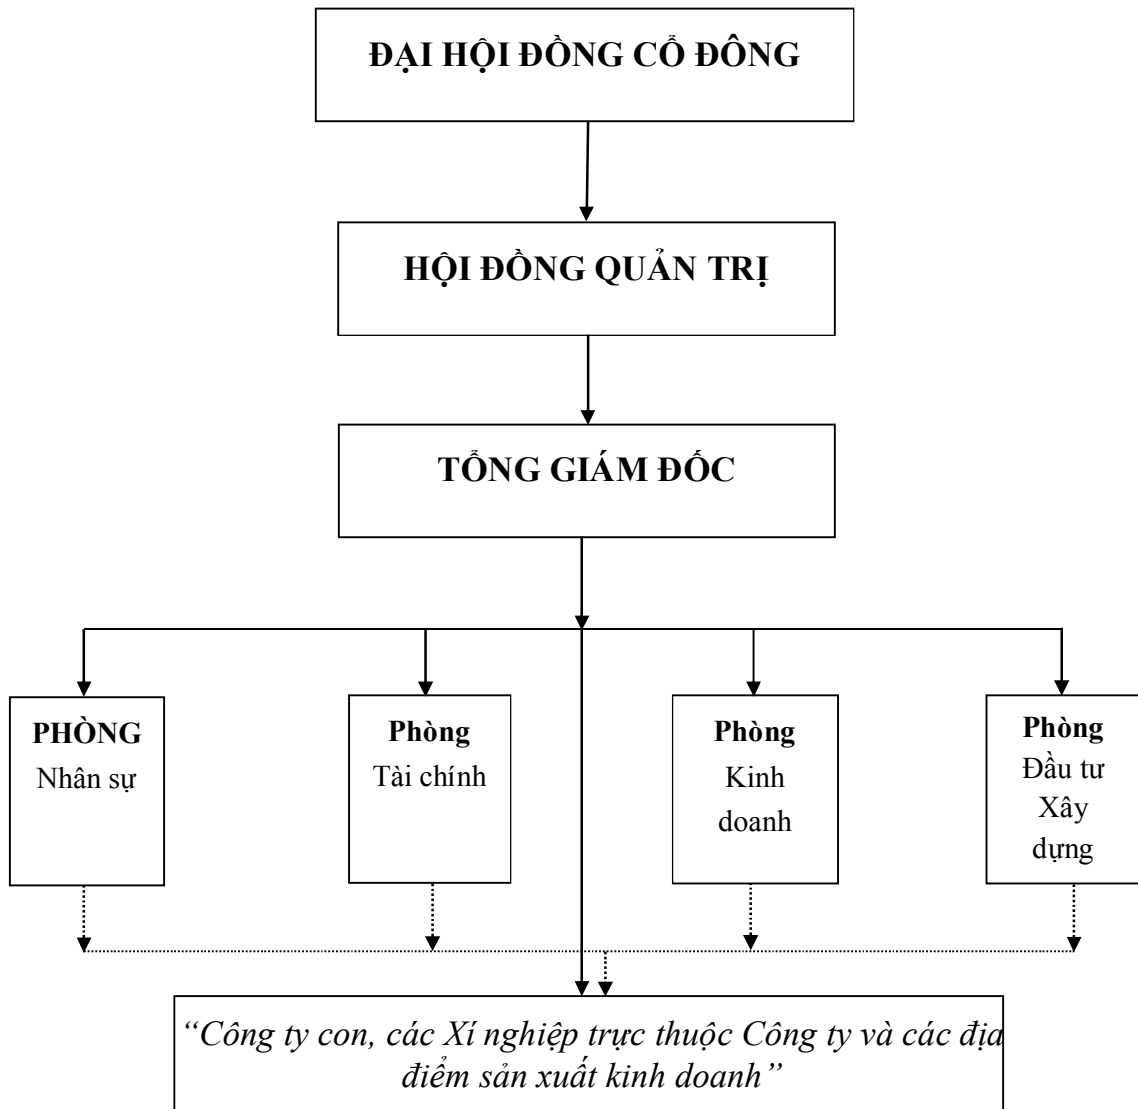 ĐẠI HỘI ĐỒNG CỔ ĐÔNG
HỘI ĐỒNG QUẢN TRỊ
TỔNG GIÁM ĐỐC
PHÒNG
Nhân sự
Phòng
Tài chính
Phòng
Kinh
doanh
Phòng
Đầu tư
Xây
dựng
“Công ty con, các Xí nghiệp trực thuộc Công ty và các địa
điểm sản xuất kinh doanh”